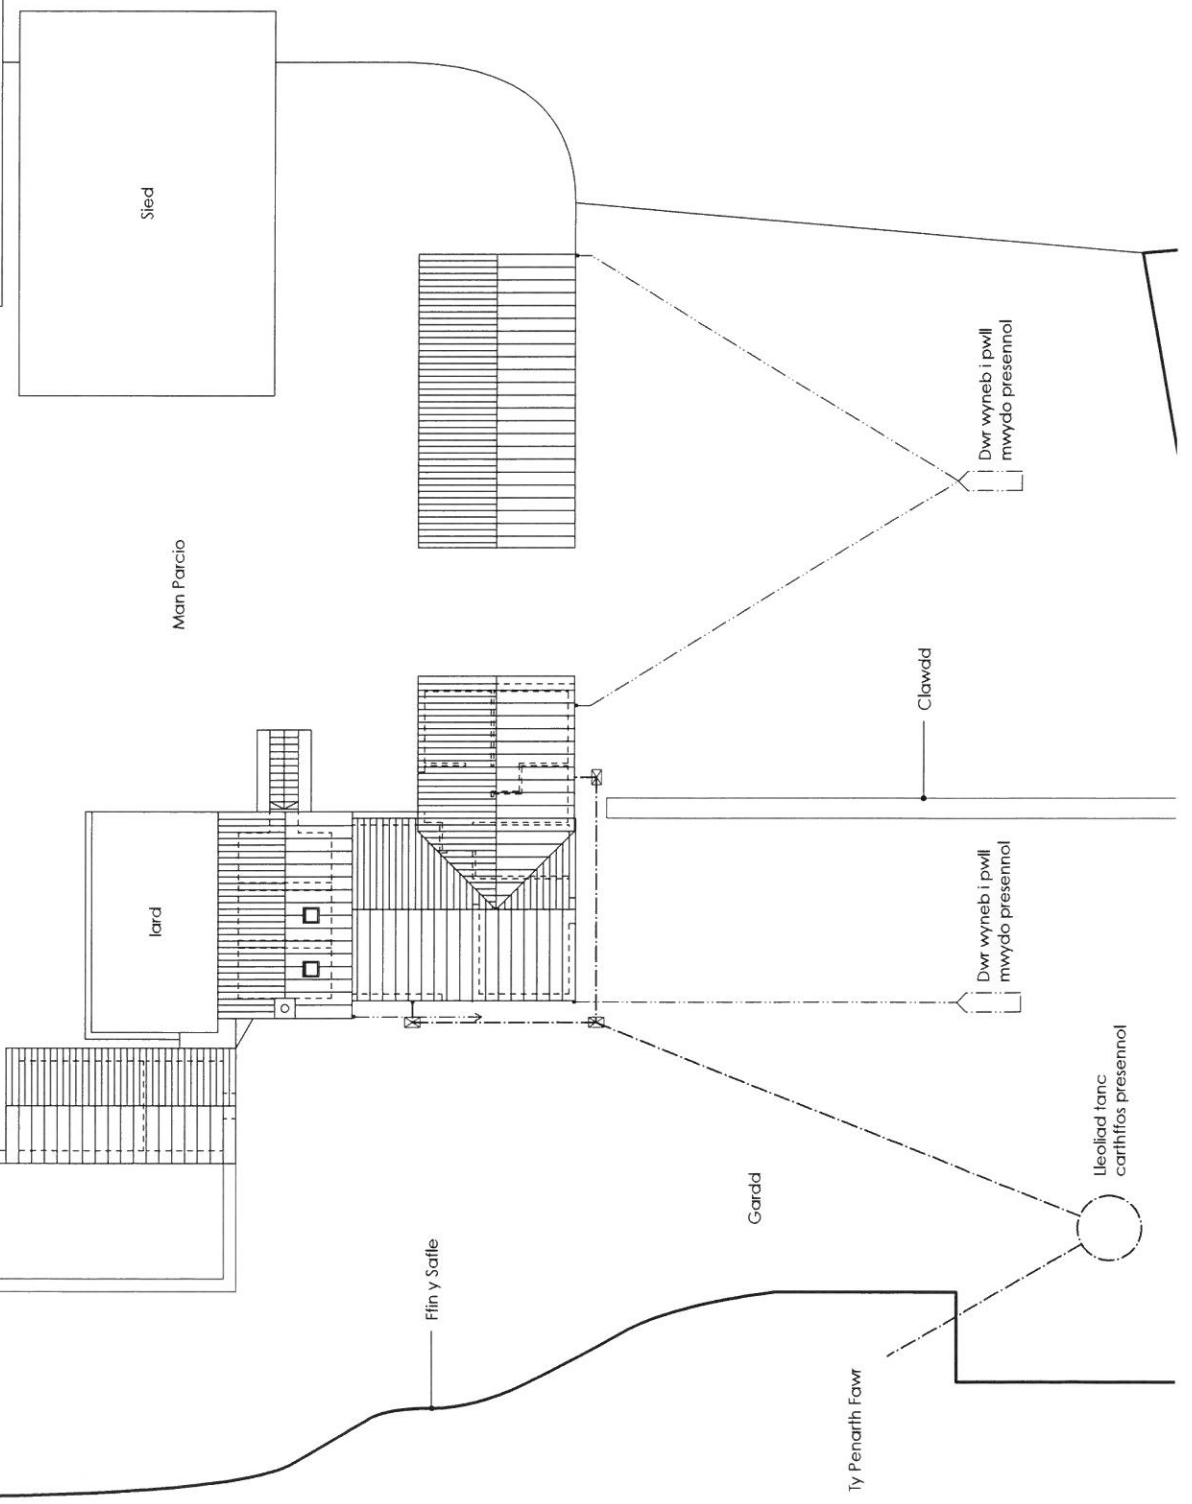 Sied
Man Parcio
Iard
Dwr wyneb i pwll
mwydo presennol
Clawdd
Dwr wyneb i pwll
mwydo presennol
Lleoliad tanc
carthffos presennol
Gardd
Ffin y Safle
Ty Penarth Fawr